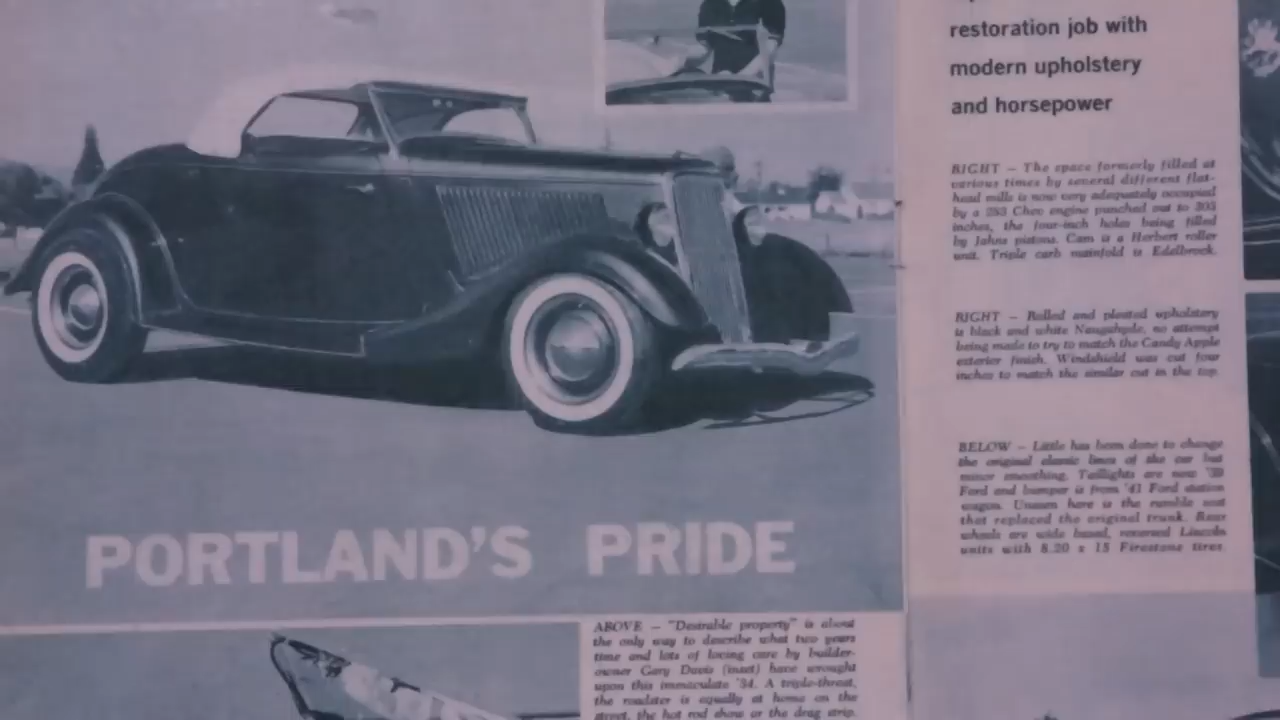 PORTLAND'S PRIDE
ABOVE — "Desirable property" is about
the only way to describe what two years
time and lots of loving care by builder-
owner Gary Davis (inset) have wrought
upon this immaculate '34. A triple-threat,
the roadster is equally at home on the
street, the hot rod show or the drag strip.
restoration job with
modern upholstery
and horsepower
RIGHT — The space formerly filled at
various times by several different flat-
head mills is now very adequately occupied
by a 283 Chev engine punched out to 303
inches, the four-inch holes being filled
by Jahns pistons. Cam is a Herbert roller
unit. Triple carb manifold is Edelbrock.
RIGHT — Rolled and pleated upholstery
is black and white Naugahyde, no attempt
being made to try to match the Candy Apple
exterior finish. Windshield was cut four
inches to match the similar cut in the top.
BELOW — Little has been done to change
the original classic lines of the car but
minor smoothing. Taillights are now '39
Ford and bumper is from '41 Ford station
wagon. Unseen here is the rumble seat
that replaced the original trunk. Rear
wheels are wide based, reversed Lincoln
units with 8.20 x 15 Firestone tires.